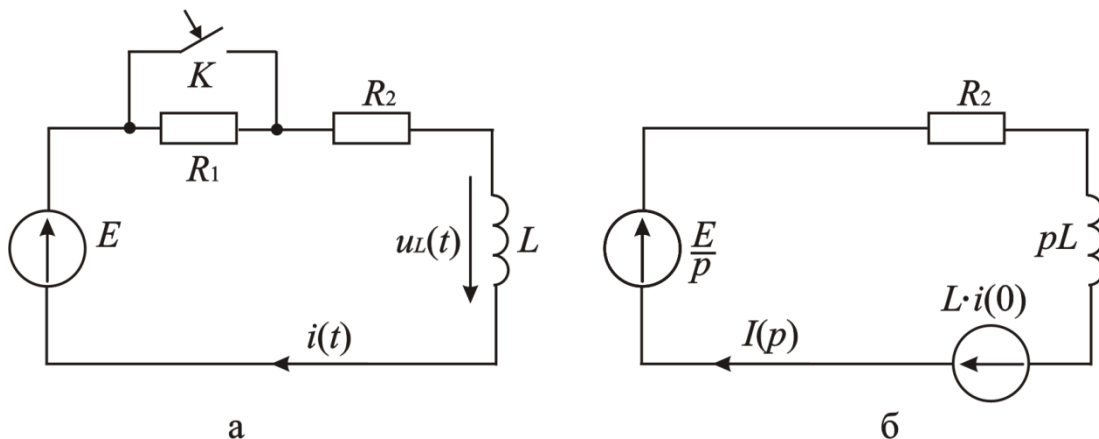 K
R2
R1
E
uL(t)
L
i(t)
а
R2
E
p
pL
L·i(0)
I(p)
б